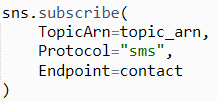 sns.subscribe(
    TopicArn=topic_arn,
    Protocol="sms",
    Endpoint=contact
)